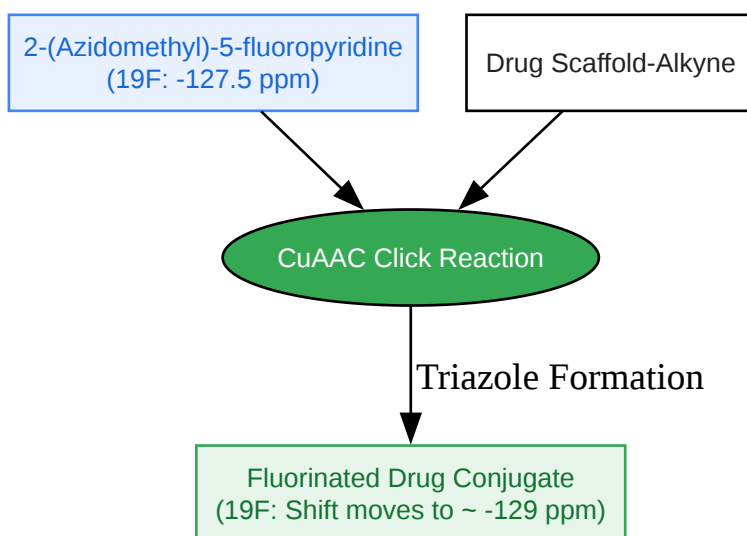 2-(Azidomethyl)-5-fluoropyridine
(19F: -127.5 ppm)
Drug Scaffold-Alkyne
CuAAC Click Reaction
Triazole Formation
Fluorinated Drug Conjugate
(19F: Shift moves to ~ -129 ppm)